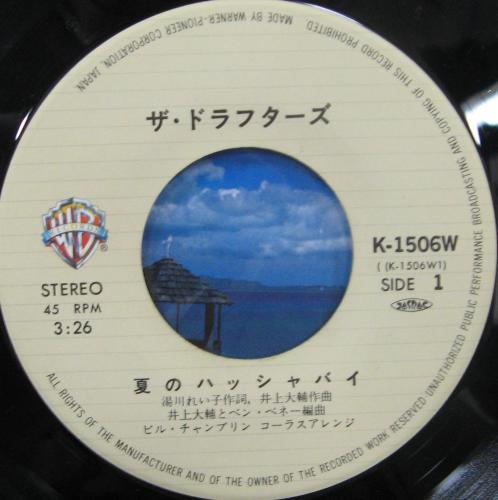 MADE BY WARNER-PIONEER CORPORATION, JAPAN
ザ・ドラフターズ
WB
RECORDS
®
STEREO
45 RPM
3:26
K-1506W
( (K-1506W1)
SIDE 1
夏のハッシャバイ
湯川れい子作詞，井上大輔作曲
井上大輔とベン・ベネー編曲
ビル・チャンプリン コーラスアレンジ
ALL RIGHTS OF THE MANUFACTURER AND OF THE OWNER OF THE RECORDED WORK RESERVED-UNAUTHORIZED PUBLIC PERFORMANCE BROADCASTING AND COPYING OF THIS RECORD PROHIBITED